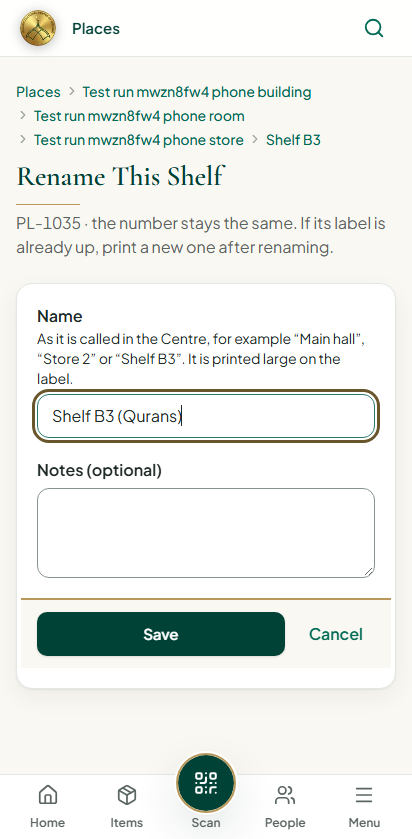 Places
Places > Test run mwzn8fw4 phone building
> Test run mwzn8fw4 phone room
> Test run mwzn8fw4 phone store > Shelf B3
Rename This Shelf
PL-1035 · the number stays the same. If its label is
already up, print a new one after renaming.
Name
As it is called in the Centre, for example “Main hall”,
“Store 2” or “Shelf B3”. It is printed large on the
label.
Shelf B3 (Qurans)
Notes (optional)
Save
Cancel
Home
Items
Scan
People
Menu